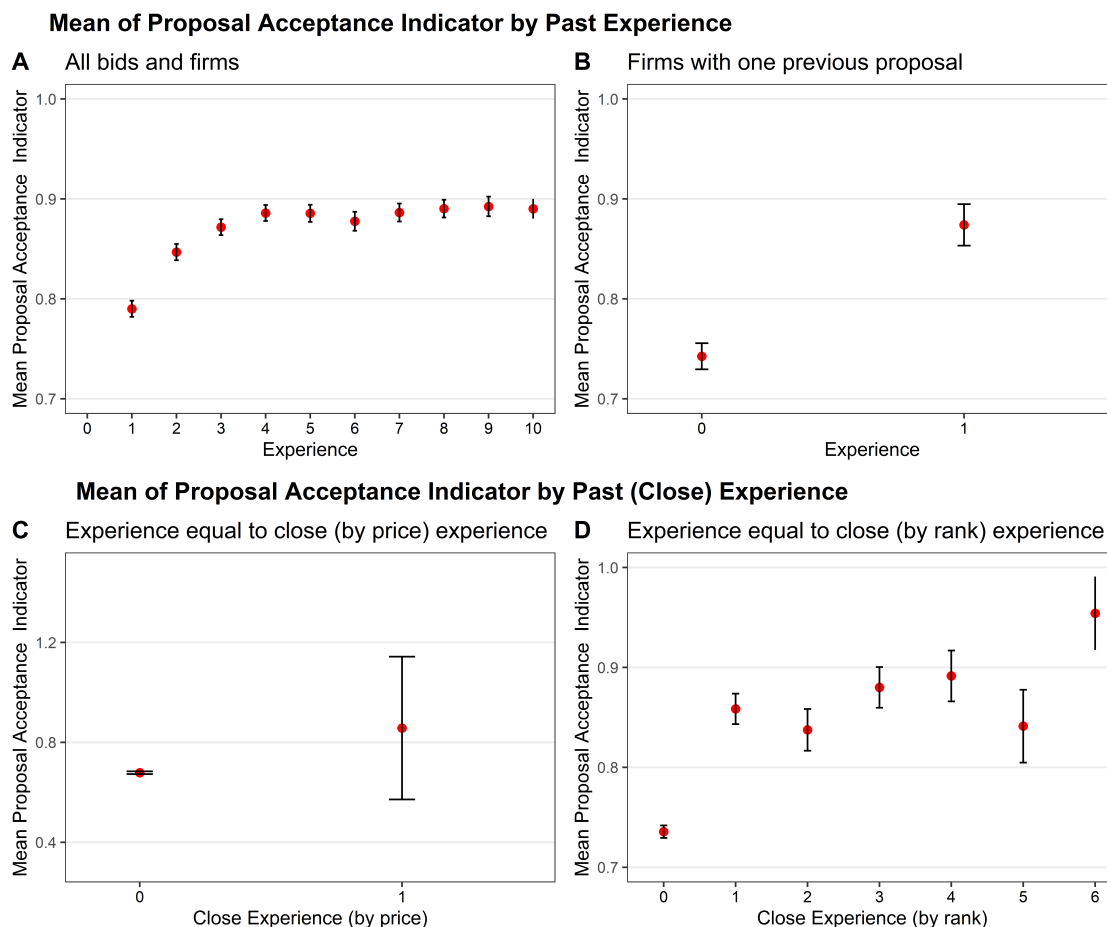 Mean of Proposal Acceptance Indicator by Past Experience
A All bids and firms
Mean Proposal Acceptance Indicator
1.0
0.9
0.8
0.7
0 1 2 3 4 5 6 7 8 9 10
Experience
B Firms with one previous proposal
Mean Proposal Acceptance Indicator
1.0
0.9
0.8
0.7
0 1
Experience
Mean of Proposal Acceptance Indicator by Past (Close) Experience
C Experience equal to close (by price) experience
Mean Proposal Acceptance Indicator
1.2
0.8
0.4
0 1
Close Experience (by price)
D Experience equal to close (by rank) experience
Mean Proposal Acceptance Indicator
1.0
0.9
0.8
0.7
0 1 2 3 4 5 6
Close Experience (by rank)